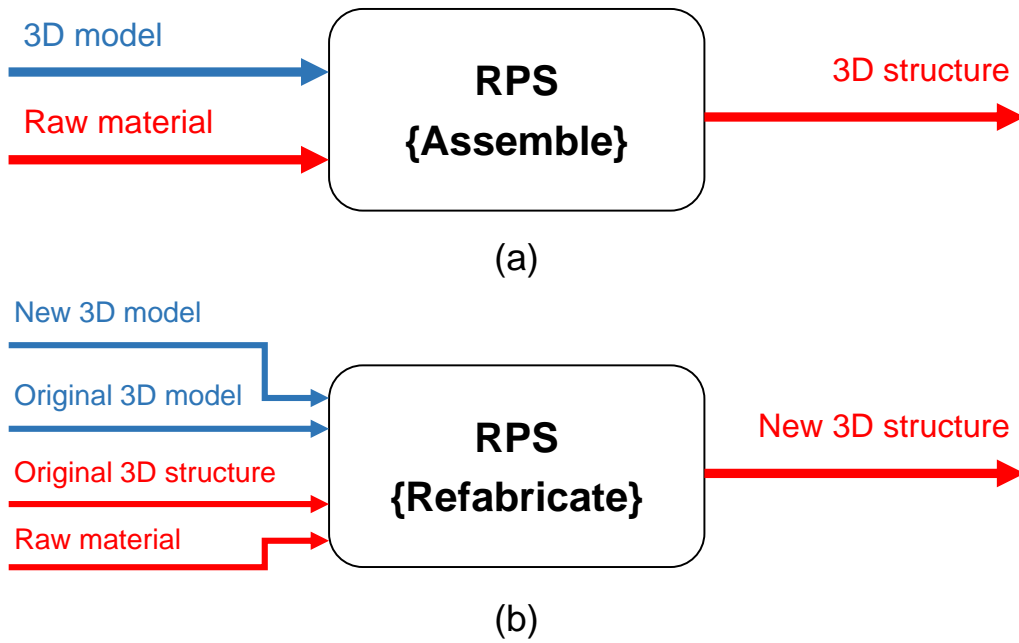 3D model
Raw material
RPS
{Assemble}
3D structure
(a)
New 3D model
Original 3D model
Original 3D structure
Raw material
RPS
{Refabricate}
New 3D structure
(b)